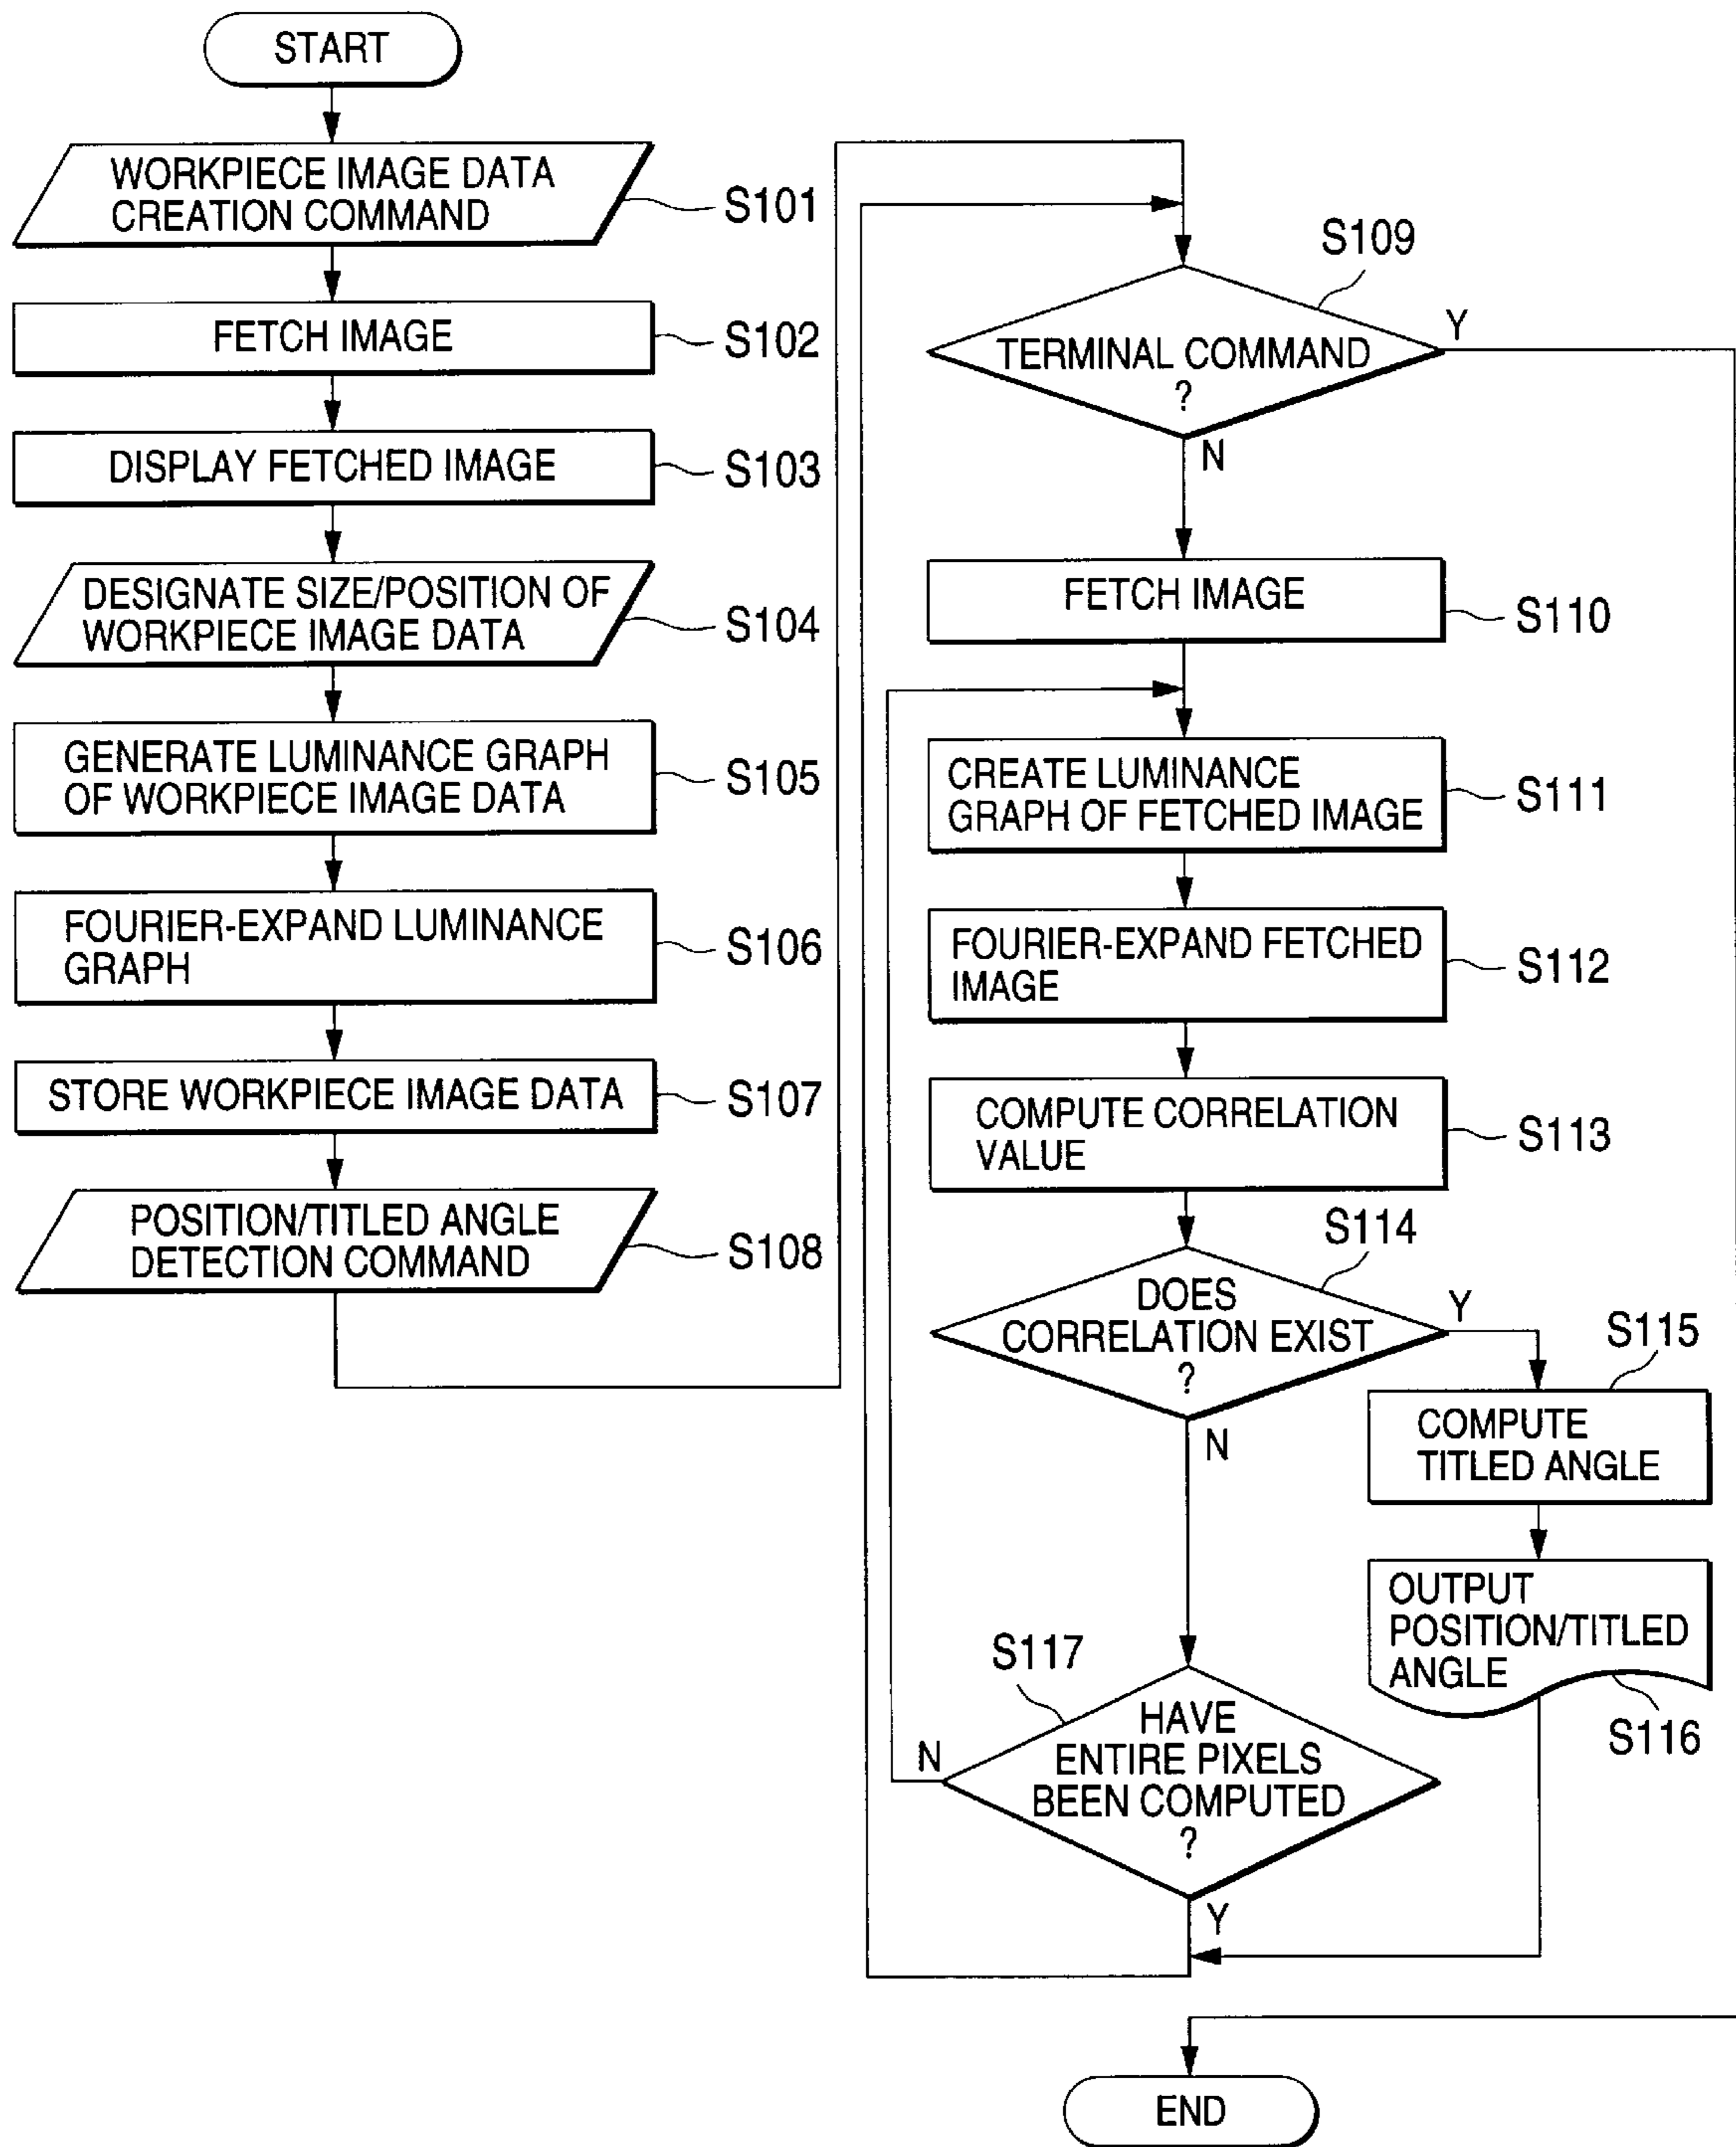 START
WORKPIECE IMAGE DATA
CREATION COMMAND
S101
FETCH IMAGE
S102
DISPLAY FETCHED IMAGE
S103
DESIGNATE SIZE/POSITION OF
WORKPIECE IMAGE DATA
S104
GENERATE LUMINANCE GRAPH
OF WORKPIECE IMAGE DATA
S105
FOURIER-EXPAND LUMINANCE
GRAPH
S106
STORE WORKPIECE IMAGE DATA
S107
POSITION/TITLED ANGLE
DETECTION COMMAND
S108
S109
TERMINAL COMMAND
?
Y
N
FETCH IMAGE
S110
CREATE LUMINANCE
GRAPH OF FETCHED IMAGE
S111
FOURIER-EXPAND FETCHED
IMAGE
S112
COMPUTE CORRELATION
VALUE
S113
S114
DOES
CORRELATION EXIST
?
Y
N
S115
COMPUTE
TITLED ANGLE
OUTPUT
POSITION/TITLED
ANGLE
S116
S117
HAVE
ENTIRE PIXELS
BEEN COMPUTED
?
N
Y
END